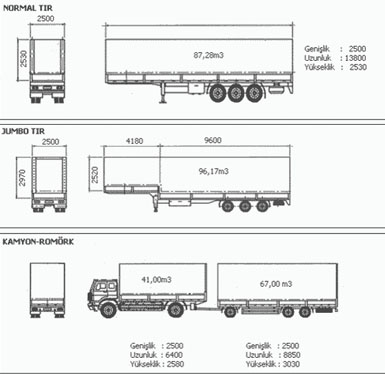 NORMAL TIR
2500
2530
87,28m3
Genişlik : 2500
Uzunluk : 13800
Yükseklik : 2530
JUMBO TIR
2500
4180
9600
2970
2520
96,17m3
KAMYON-RÖMÖRK
41,00m3
67,00 m3
Genişlik : 2500
Uzunluk : 6400
Yükseklik : 2580
Genişlik : 2500
Uzunluk : 8850
Yükseklik : 3030